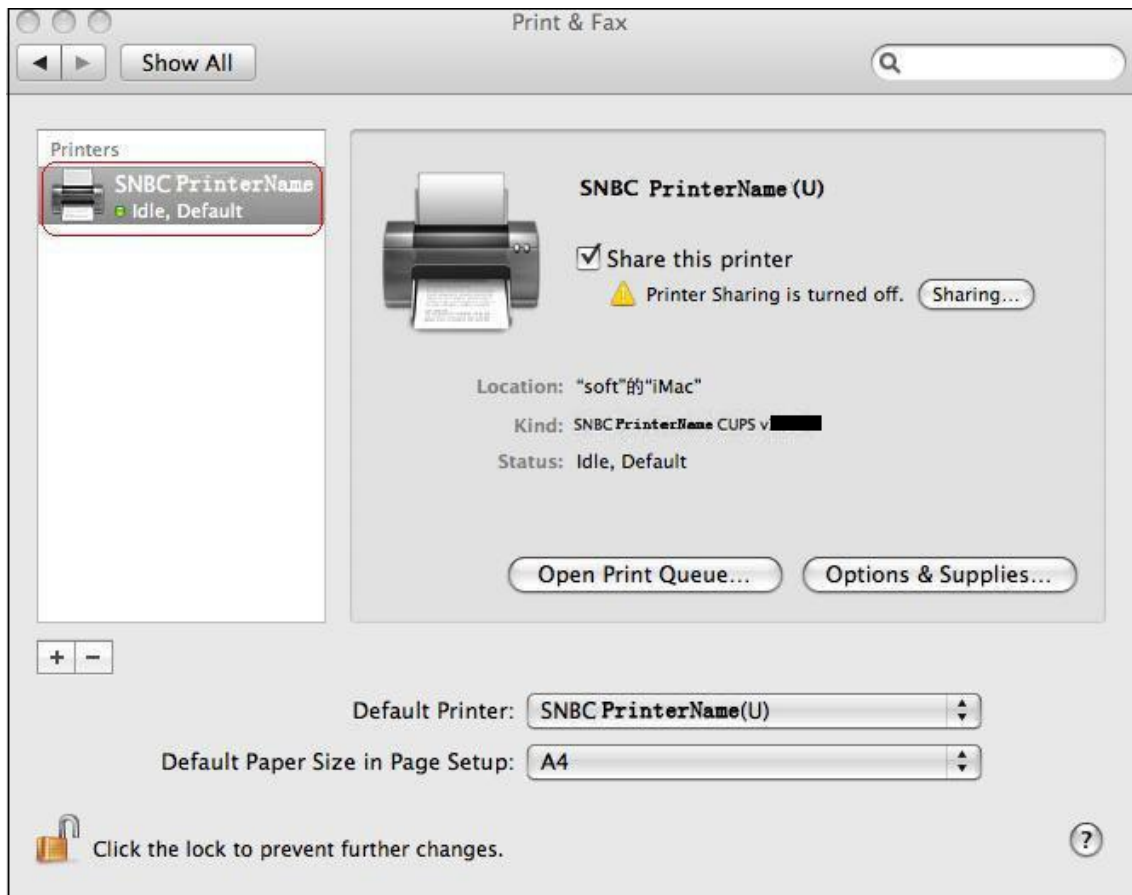 Print & Fax
Show All
Printers
SNBC PrinterName
Idle, Default
SNBC PrinterName(U)
Share this printer
Printer Sharing is turned off. Sharing...
Location: “soft”的“iMac”
Kind: SNBC PrinterName CUPS v
Status: Idle, Default
Open Print Queue... Options & Supplies...
+ −
Default Printer: SNBC PrinterName(U)
Default Paper Size in Page Setup: A4
Click the lock to prevent further changes. ?